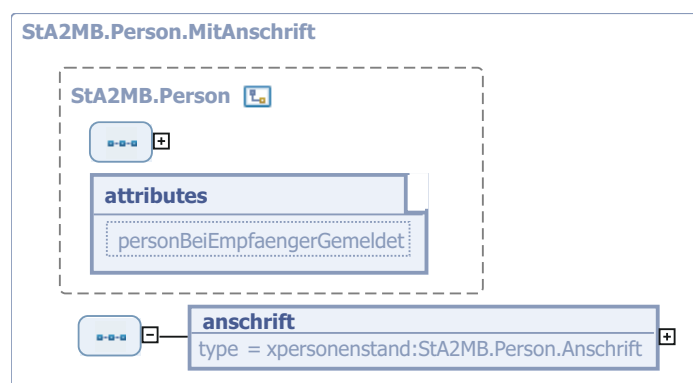 StA2MB.Person.MitAnschrift
StA2MB.Person
attributes
personBeiEmpfaengerGemeldet
anschrift
type = xpersonenstand:StA2MB.Person.Anschrift